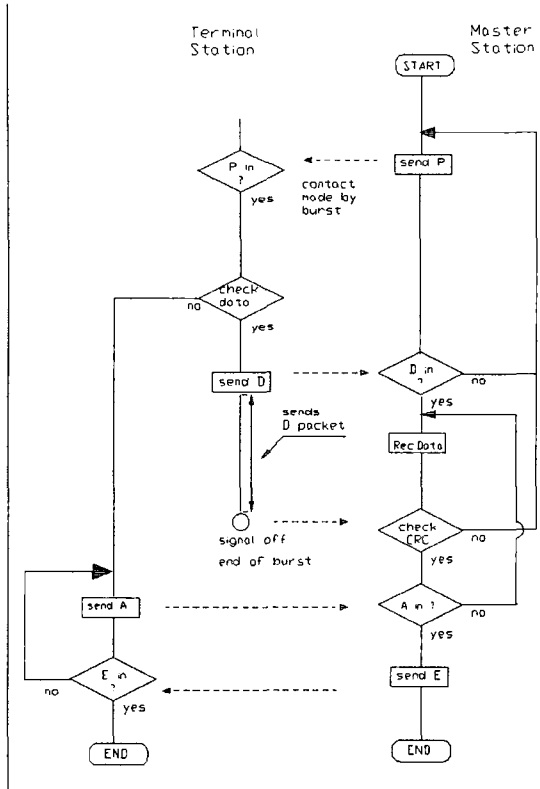 Terminal
Station
Master
Station
START
P in
?
yes
send P
contact
made by
burst
check
data
no
yes
send D
D in
?
no
yes
sends
D packet
Rec Data
signal off
end of burst
check
CRC
no
yes
send A
A in ?
no
yes
E in
?
no
yes
send E
END
END